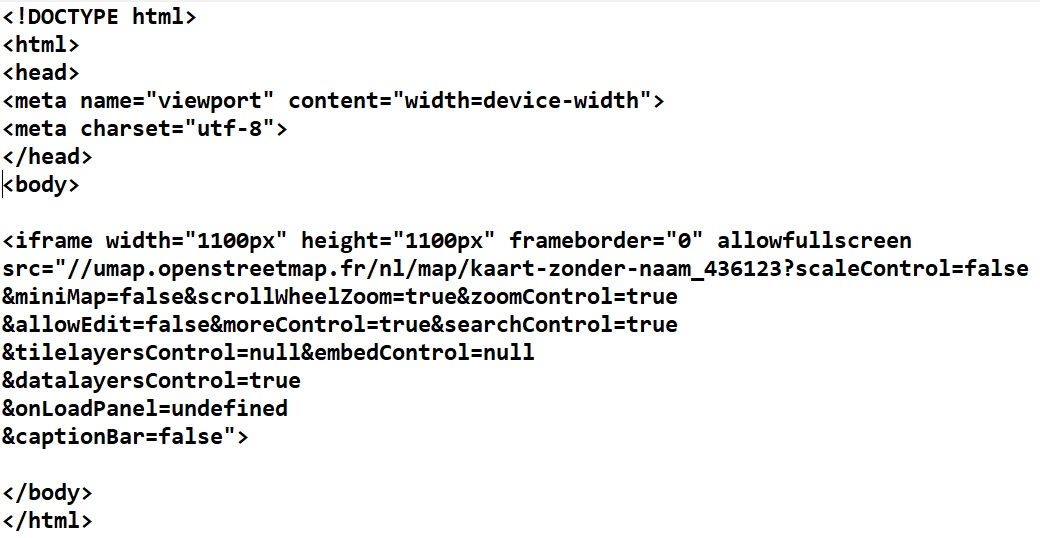 <!DOCTYPE html>
<html>
<head>
<meta name="viewport" content="width=device-width">
<meta charset="utf-8">
</head>
<body>
<iframe width="1100px" height="1100px" frameborder="0" allowfullscreen
src="//umap.openstreetmap.fr/nl/map/kaart-zonder-naam_436123?scaleControl=false
&miniMap=false&scrollWheelZoom=true&zoomControl=true
&allowEdit=false&moreControl=true&searchControl=true
&tilelayersControl=null&embedControl=null
&datalayersControl=true
&onLoadPanel=undefined
&captionBar=false">
</body>
</html>